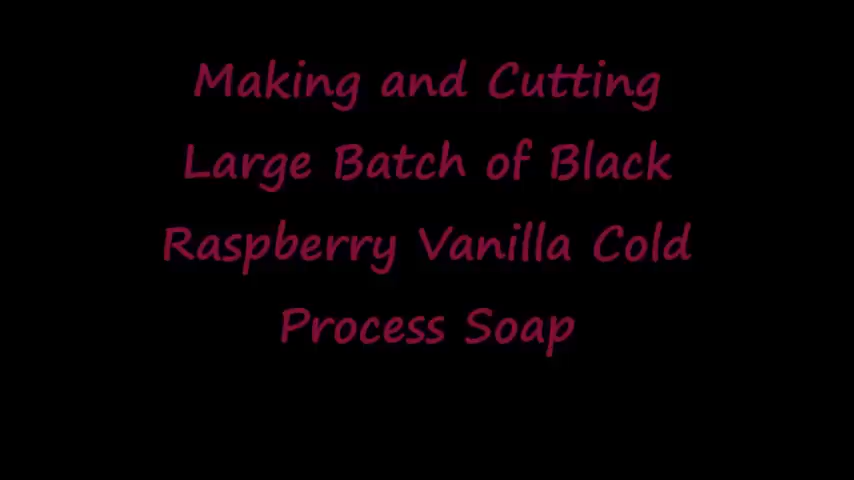 Making and Cutting
Large Batch of Black
Raspberry Vanilla Cold
Process Soap